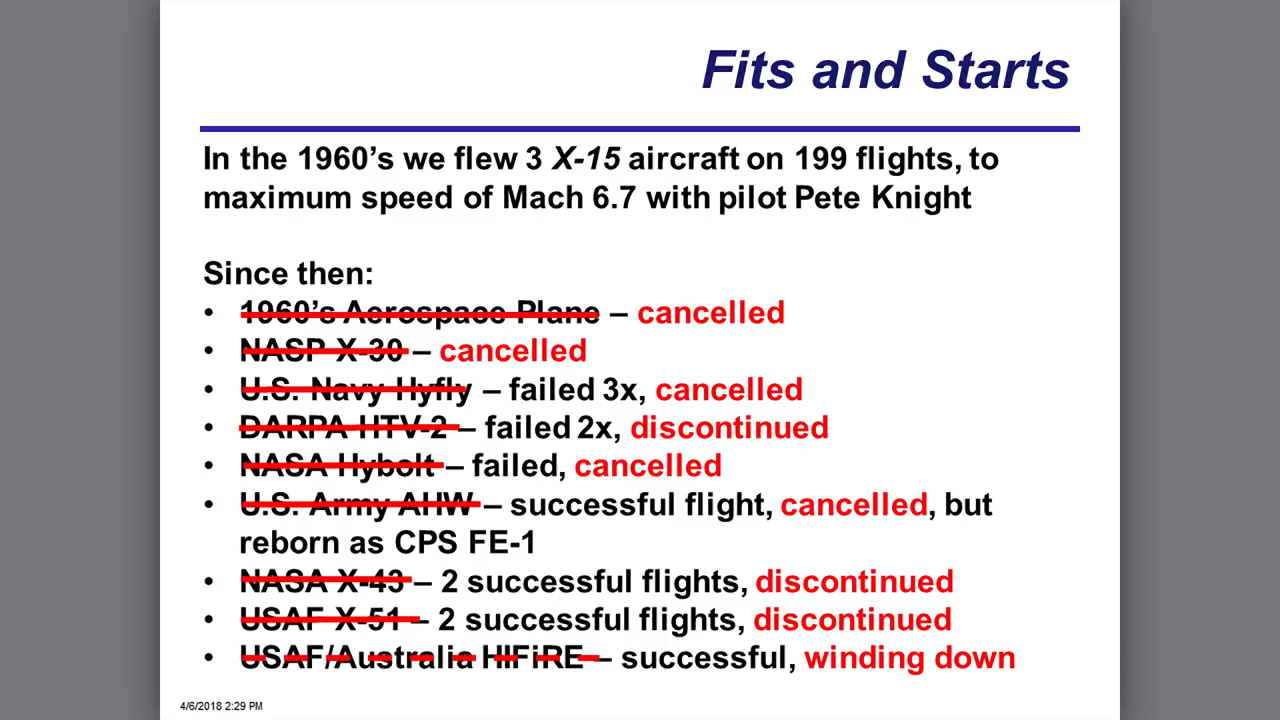 Fits and Starts
In the 1960’s we flew 3 X-15 aircraft on 199 flights, to
maximum speed of Mach 6.7 with pilot Pete Knight
Since then:
• 1960’s Aerospace Plane – cancelled
• NASP X-30 – cancelled
• U.S. Navy Hyfly – failed 3x, cancelled
• DARPA HTV-2 – failed 2x, discontinued
• NASA Hybolt – failed, cancelled
• U.S. Army AHW – successful flight, cancelled, but
reborn as CPS FE-1
• NASA X-43 – 2 successful flights, discontinued
• USAF X-51 – 2 successful flights, discontinued
• USAF/Australia HIFiRE – successful, winding down
4/6/2018 2:29 PM